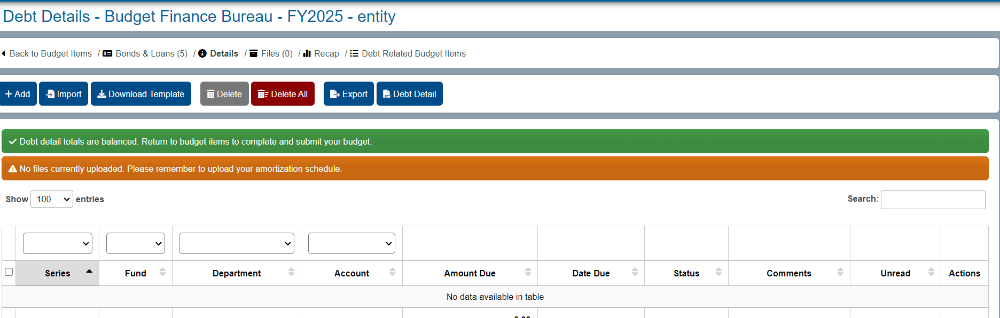 Debt Details - Budget Finance Bureau - FY2025 - entity
Back to Budget Items / Bonds & Loans (5) / Details / Files (0) / Recap / Debt Related Budget Items
Add Import Download Template Delete Delete All Export Debt Detail
Debt detail totals are balanced. Return to budget items to complete and submit your budget.
No files currently uploaded. Please remember to upload your amortization schedule.
Show 100 entries Search:
Series Fund Department Account Amount Due Date Due Status Comments Unread Actions
No data available in table